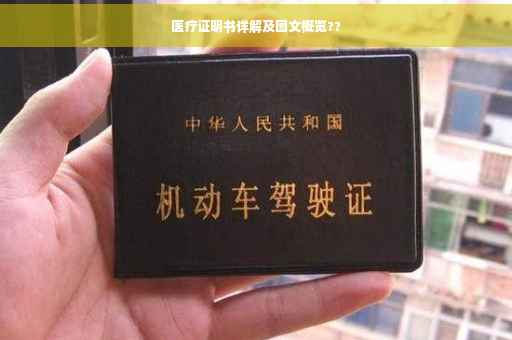 医疗证明书详解及图文概览??
中华人民共和国
机动车驾驶证